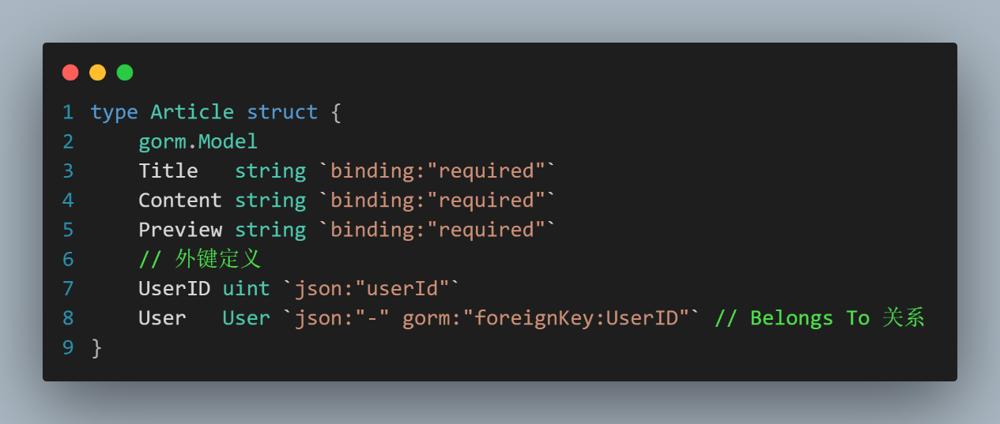 1 type Article struct {
2     gorm.Model
3     Title   string `binding:"required"`
4     Content string `binding:"required"`
5     Preview string `binding:"required"`
6     // 外键定义
7     UserID uint `json:"userId"`
8     User   User `json:"-" gorm:"foreignKey:UserID"` // Belongs To 关系
9 }